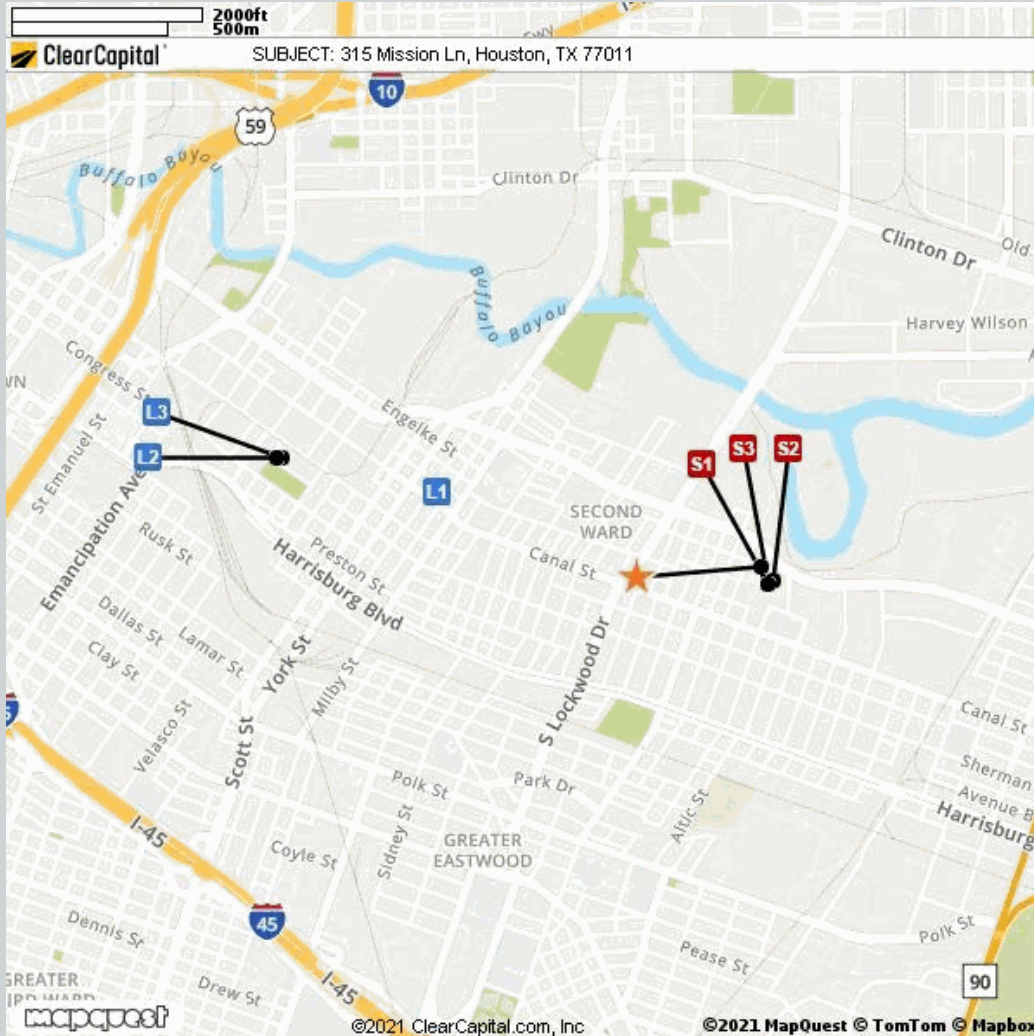 2000ft
500m
ClearCapital
SUBJECT: 315 Mission Ln, Houston, TX 77011
10
59
Buffalo Bayou
Clinton Dr
Clinton Dr
Old
Buffalo Bayou
Harvey Wilson
Congress St
WN
L3
Engelke St
St Emanuel St
L2
L1
S1
S3
S2
SECOND
WARD
Emancipation Ave
Rusk St
Preston St
Harrisburg Blvd
Canal St
Dallas St
Lamar St
Clay St
York St
Milby St
S Lockwood Dr
Velasco St
Scott St
Canal St
Sherman
Avenue B
Harrisburg
Polk St
Park Dr
Altic St
Sidney St
GREATER
EASTWOOD
I-45
Coyle St
45
Dennis St
Polk St
Pease St
GREATER
Drew St
I-45
90
mapquest
©2021 ClearCapital.com, Inc
©2021 MapQuest © TomTom © Mapbox